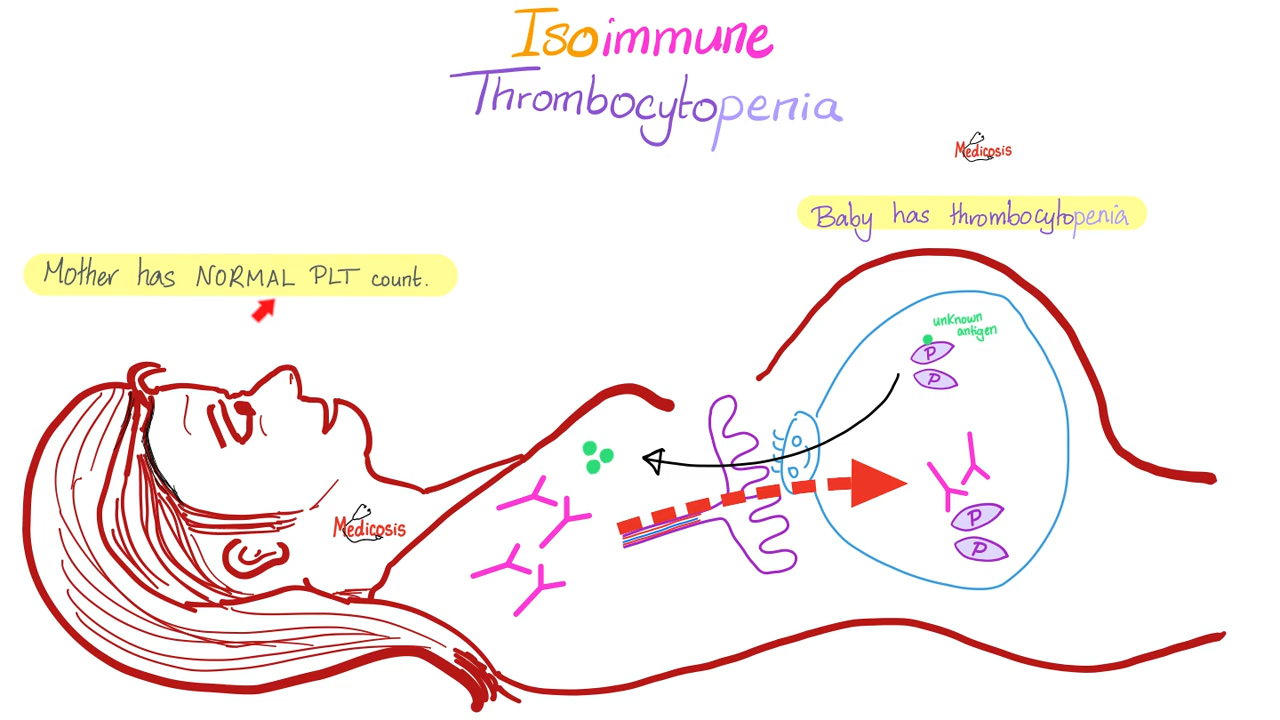 Isoimmune
Thrombocytopenia
Medicosis
Baby has thrombocytopenia
Mother has NORMAL PLT count.
unknown
antigen
P
P
Medicosis
P
P